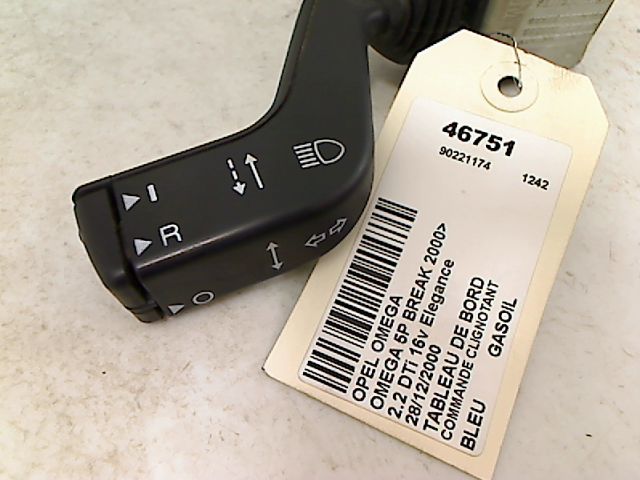 I
R
O
46751
90221174
1242
OPEL OMEGA
OMEGA 5P BREAK 2000>
2.2 DTi 16v Elegance
28/12/2000
TABLEAU DE BORD
COMMANDE CLIGNOTANT
BLEU GASOIL